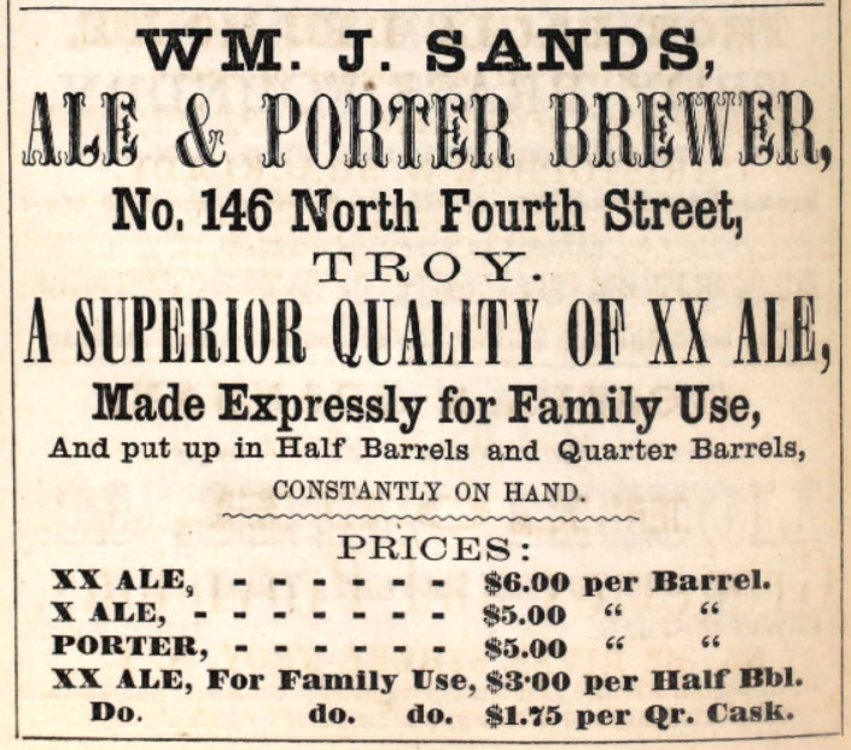 WM. J. SANDS,
ALE & PORTER BREWER,
No. 146 North Fourth Street,
TROY.
A SUPERIOR QUALITY OF XX ALE,
Made Expressly for Family Use,
And put up in Half Barrels and Quarter Barrels,
CONSTANTLY ON HAND.
PRICES:
XX ALE, - - - - - - $6.00 per Barrel.
X ALE, - - - - - - - $5.00 “ “
PORTER, - - - - - - $5.00 “ “
XX ALE, For Family Use, $3·00 per Half Bbl.
Do. do. do. $1.75 per Qr. Cask.